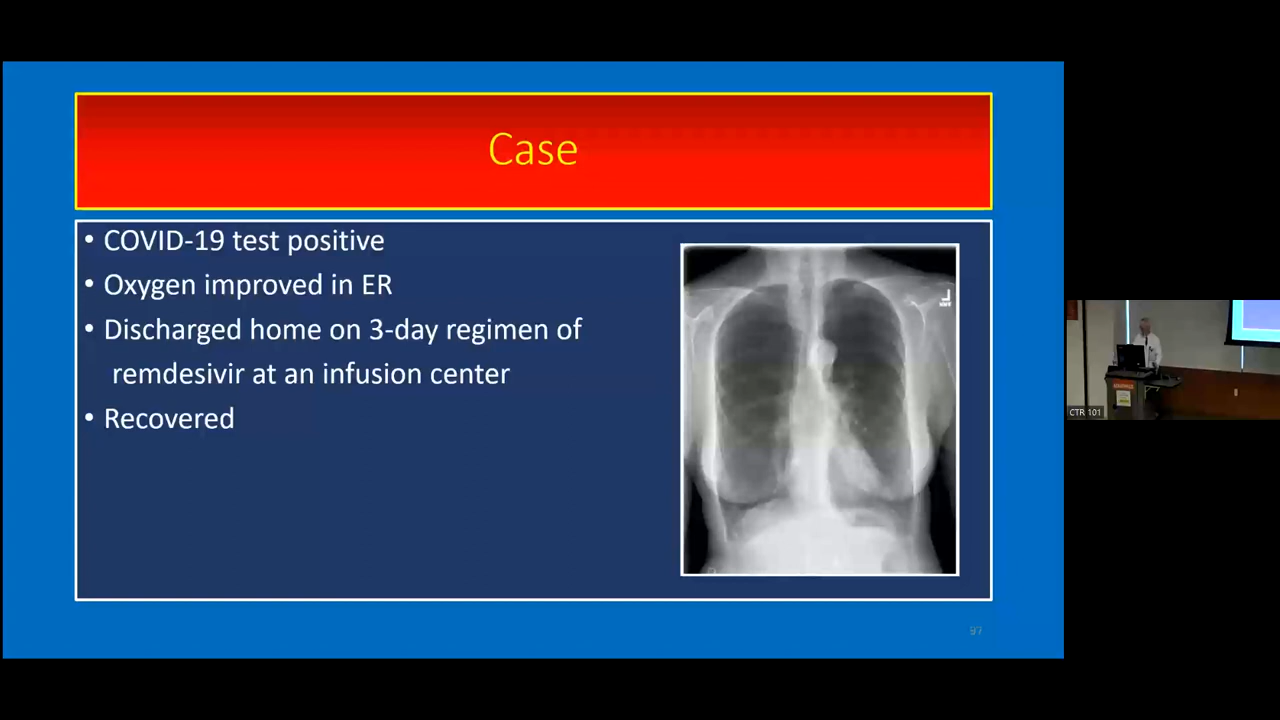 Case
• COVID-19 test positive
• Oxygen improved in ER
• Discharged home on 3-day regimen of
remdesivir at an infusion center
• Recovered
L
97
CTR 101